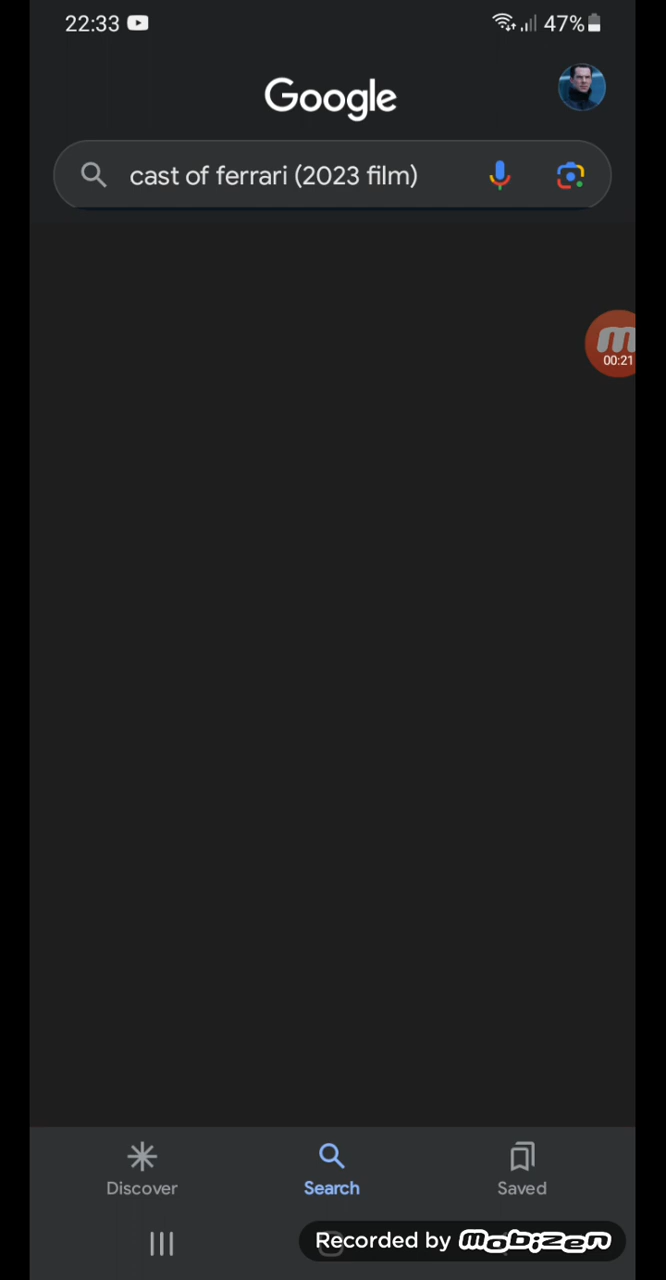 22:33 47%
Google
cast of ferrari (2023 film)
00:21
Discover Search Saved
Recorded by mobizen